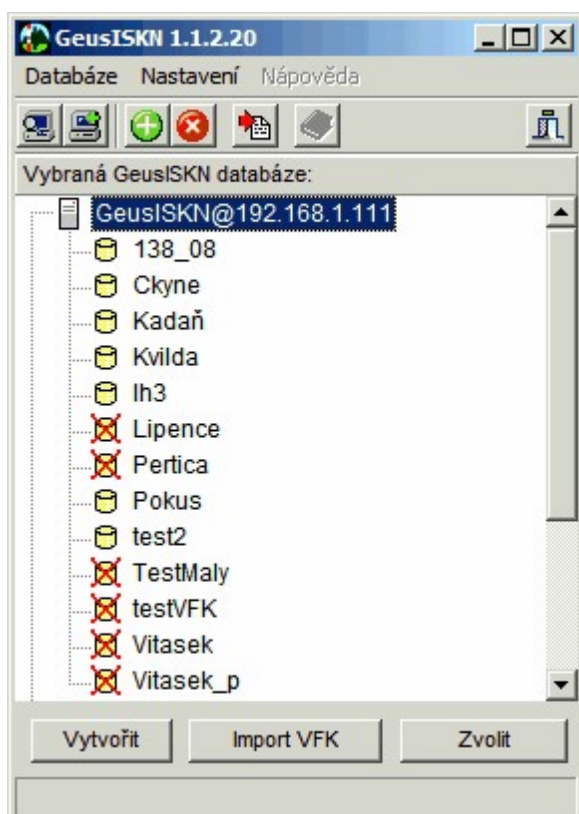 GeusISKN 1.1.2.20
Databáze Nastavení Nápověda
Vybraná GeusISKN databáze:
GeusISKN@192.168.1.111
138_08
Ckyne
Kadaň
Kvilda
lh3
Lipence
Pertica
Pokus
test2
TestMaly
testVFK
Vitasek
Vitasek_p
Vytvořit Import VFK Zvolit